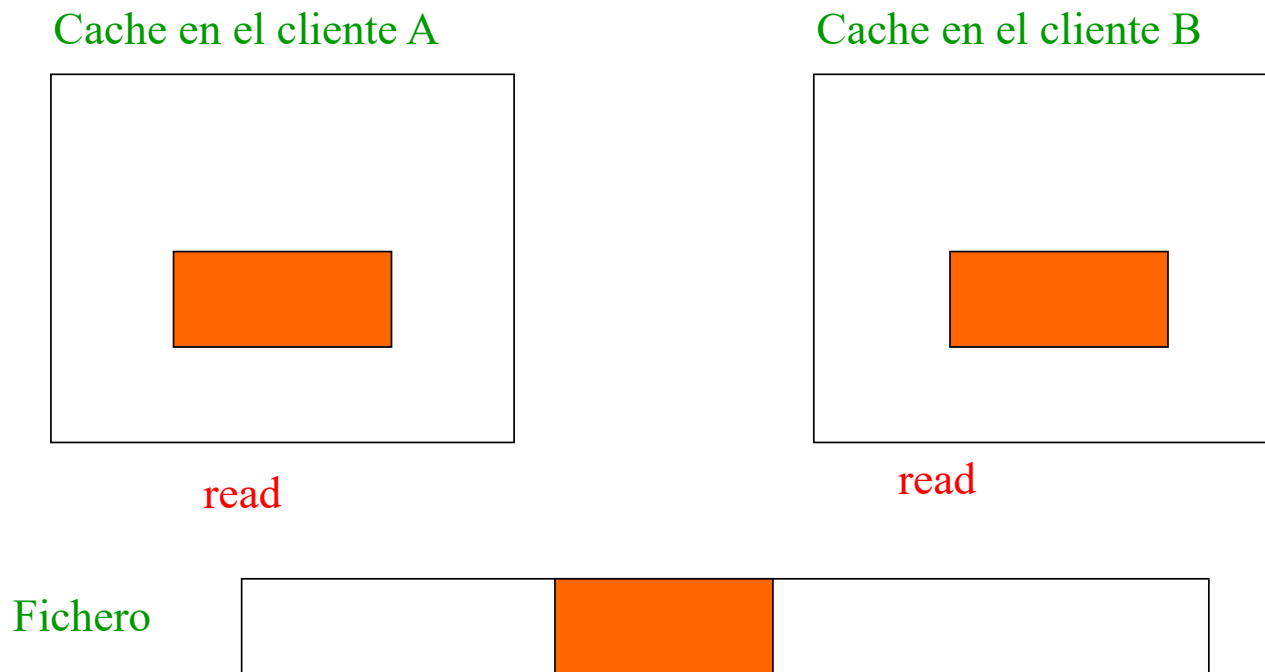 Cache en el cliente A
Cache en el cliente B
read
read
Fichero